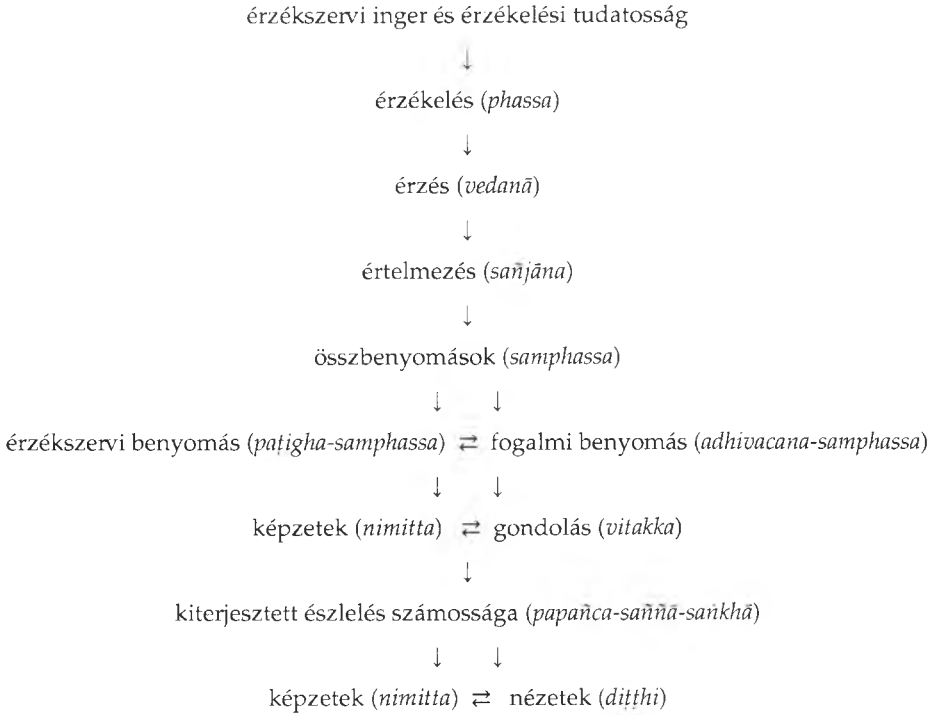 érzékszervi inger és érzékelési tudatosság
↓
érzékelés (phassa)
↓
érzés (vedanā)
↓
értelmezés (sañjāna)
↓
összbenyomások (samphassa)
↓ ↓
érzékszervi benyomás (paṭigha-samphassa) ⇄ fogalmi benyomás (adhivacana-samphassa)
↓ ↓
képzetek (nimitta) ⇄ gondolás (vitakka)
↓
kiterjesztett észlelés számossága (papañca-saññā-saṅkhā)
↓ ↓
képzetek (nimitta) ⇄ nézetek (diṭṭhi)